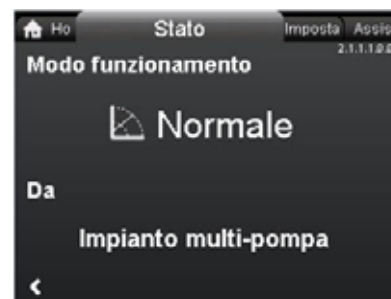 Ho Stato Imposta Assis
2.1.1.1.0.0
Modo funzionamento
Normale
Da
Impianto multi-pompa